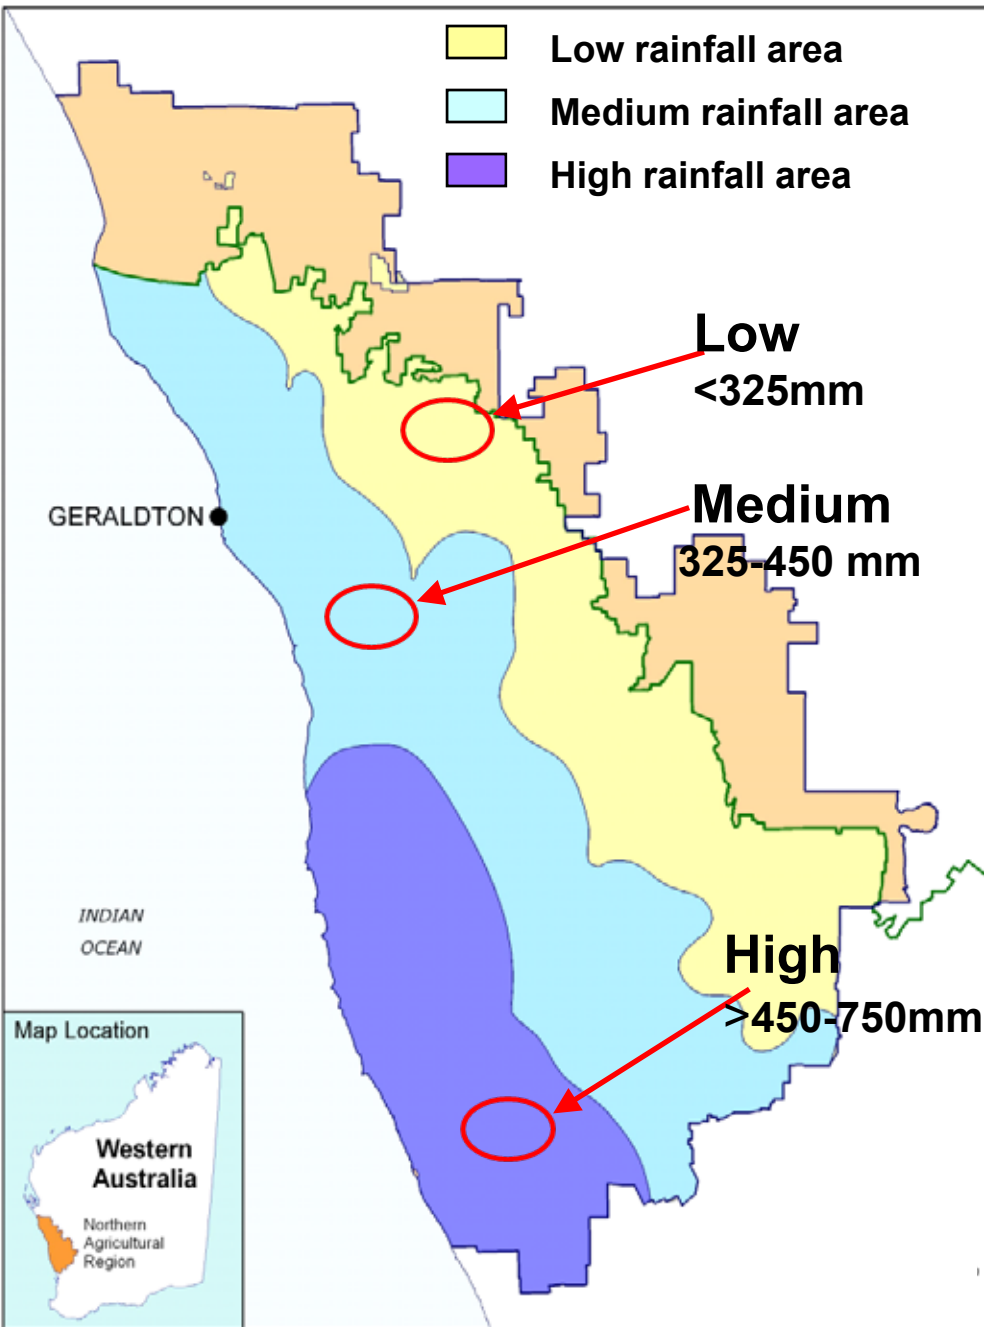 Low rainfall area
Medium rainfall area
High rainfall area
Low
<325mm
Medium
325-450 mm
GERALDTON
INDIAN
OCEAN
High
>450-750mm
Map Location
Western
Australia
Northern
Agricultural
Region